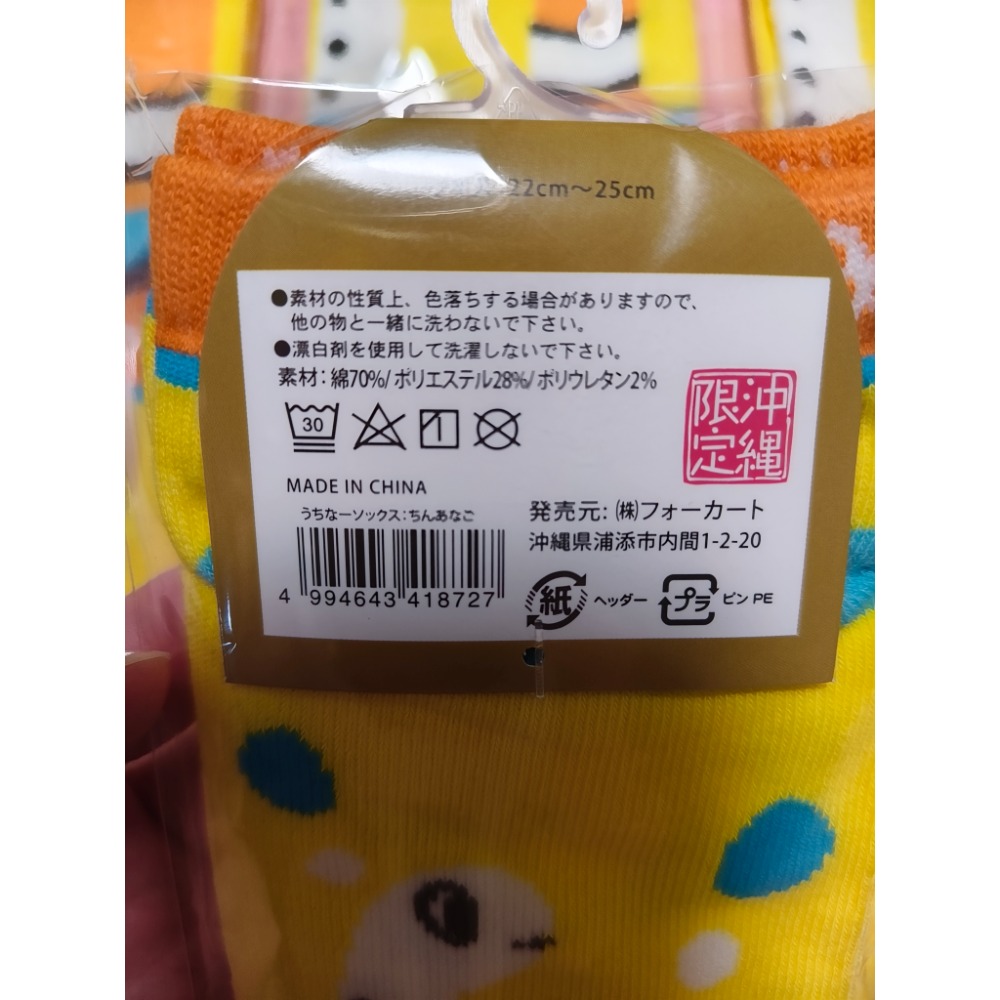 22cm～25cm
●素材の性質上、色落ちする場合がありますので、
他の物と一緒に洗わないで下さい。
●漂白剤を使用して洗濯しないで下さい。
素材：綿70%/ポリエステル28%/ポリウレタン2%
30
沖縄
限定
MADE IN CHINA
うちなーソックス：ちんあなご
4 994643 418727
発売元：㈱フォーカート
沖縄県浦添市内間1-2-20
紙 ヘッダー
プラ ピン PE